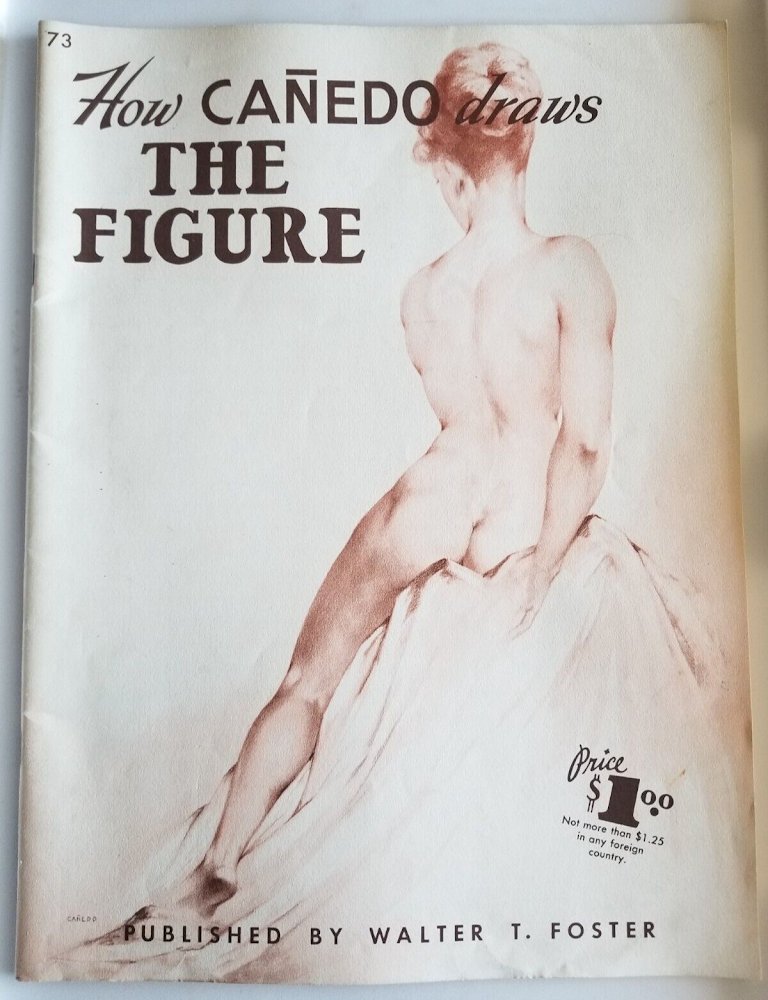 73
How CAÑEDO draws
THE
FIGURE
Price
$1.00
Not more than $1.25
in any foreign
country.
CAÑEDO
PUBLISHED BY WALTER T. FOSTER